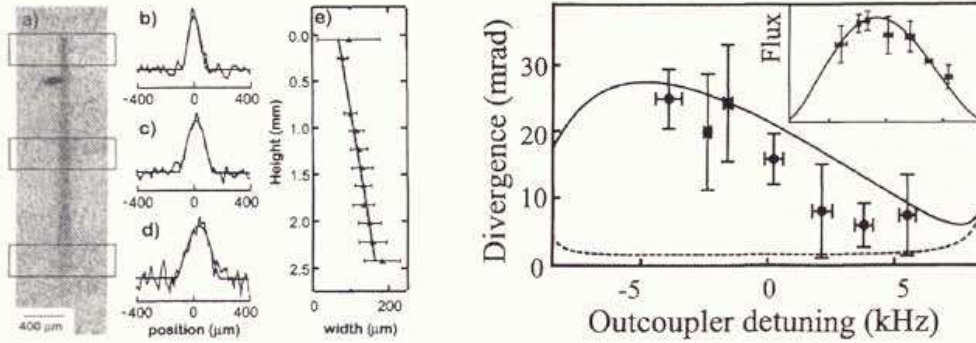 a)
400 µm
b)
-400 0 400
c)
-400 0 400
d)
-400 0 400
position (µm)
e)
0.0
0.5
1.0
1.5
2.0
2.5
Height (mm)
0 200
width (µm)
Divergence (mrad)
30
20
10
0
-5 0 5
Outcoupler detuning (kHz)
Flux